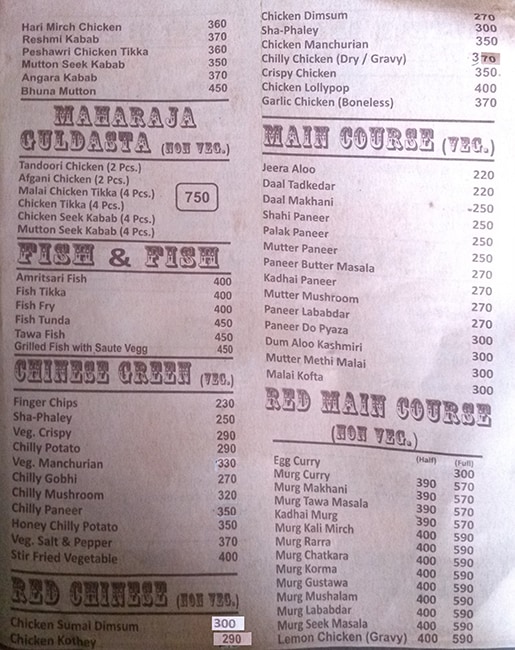 Hari Mirch Chicken 360
Reshmi Kabab 370
Peshawri Chicken Tikka 360
Mutton Seek Kabab 350
Angara Kabab 370
Bhuna Mutton 450
MAHARAJA
GULDASTA (NON VEG.)
Tandoori Chicken (2 Pcs.)
Afgani Chicken (2 Pcs.)
Malai Chicken Tikka (4 Pcs.)
Chicken Tikka (4 Pcs.) 750
Chicken Seek Kabab (4 Pcs.)
Mutton Seek Kabab (4 Pcs.)
FISH & FISH
Amritsari Fish 400
Fish Tikka 400
Fish Fry 400
Fish Tunda 450
Tawa Fish 450
Grilled Fish with Saute Vegg 450
CHINESE GREEN (VEG.)
Finger Chips 230
Sha-Phaley 250
Veg. Crispy 290
Chilly Potato 290
Veg. Manchurian 330
Chilly Gobhi 270
Chilly Mushroom 320
Chilly Paneer 350
Honey Chilly Potato 350
Veg. Salt & Pepper 370
Stir Fried Vegetable 400
RED CHINESE (NON VEG.)
Chicken Sumai Dimsum 300
Chicken Kothey 290
Chicken Dimsum 270
Sha-Phaley 300
Chicken Manchurian 350
Chilly Chicken (Dry / Gravy) 370
Crispy Chicken 350
Chicken Lollypop 400
Garlic Chicken (Boneless) 370
MAIN COURSE (VEG.)
Jeera Aloo 220
Daal Tadkedar 220
Daal Makhani 250
Shahi Paneer 250
Palak Paneer 250
Mutter Paneer 250
Paneer Butter Masala 270
Kadhai Paneer 270
Mutter Mushroom 270
Paneer Lababdar 270
Paneer Do Pyaza 300
Dum Aloo Kashmiri 300
Mutter Methi Malai 300
Malai Kofta 300
RED MAIN COURSE
(NON VEG.)
(Half) (Full)
Egg Curry 300
Murg Curry 390 570
Murg Makhani 390 570
Murg Tawa Masala 390 570
Kadhai Murg 390 570
Murg Kali Mirch 400 590
Murg Rarra 400 590
Murg Chatkara 400 590
Murg Korma 400 590
Murg Gustawa 400 590
Murg Mushalam 400 590
Murg Lababdar 400 590
Murg Seek Masala 400 590
Lemon Chicken (Gravy) 400 590